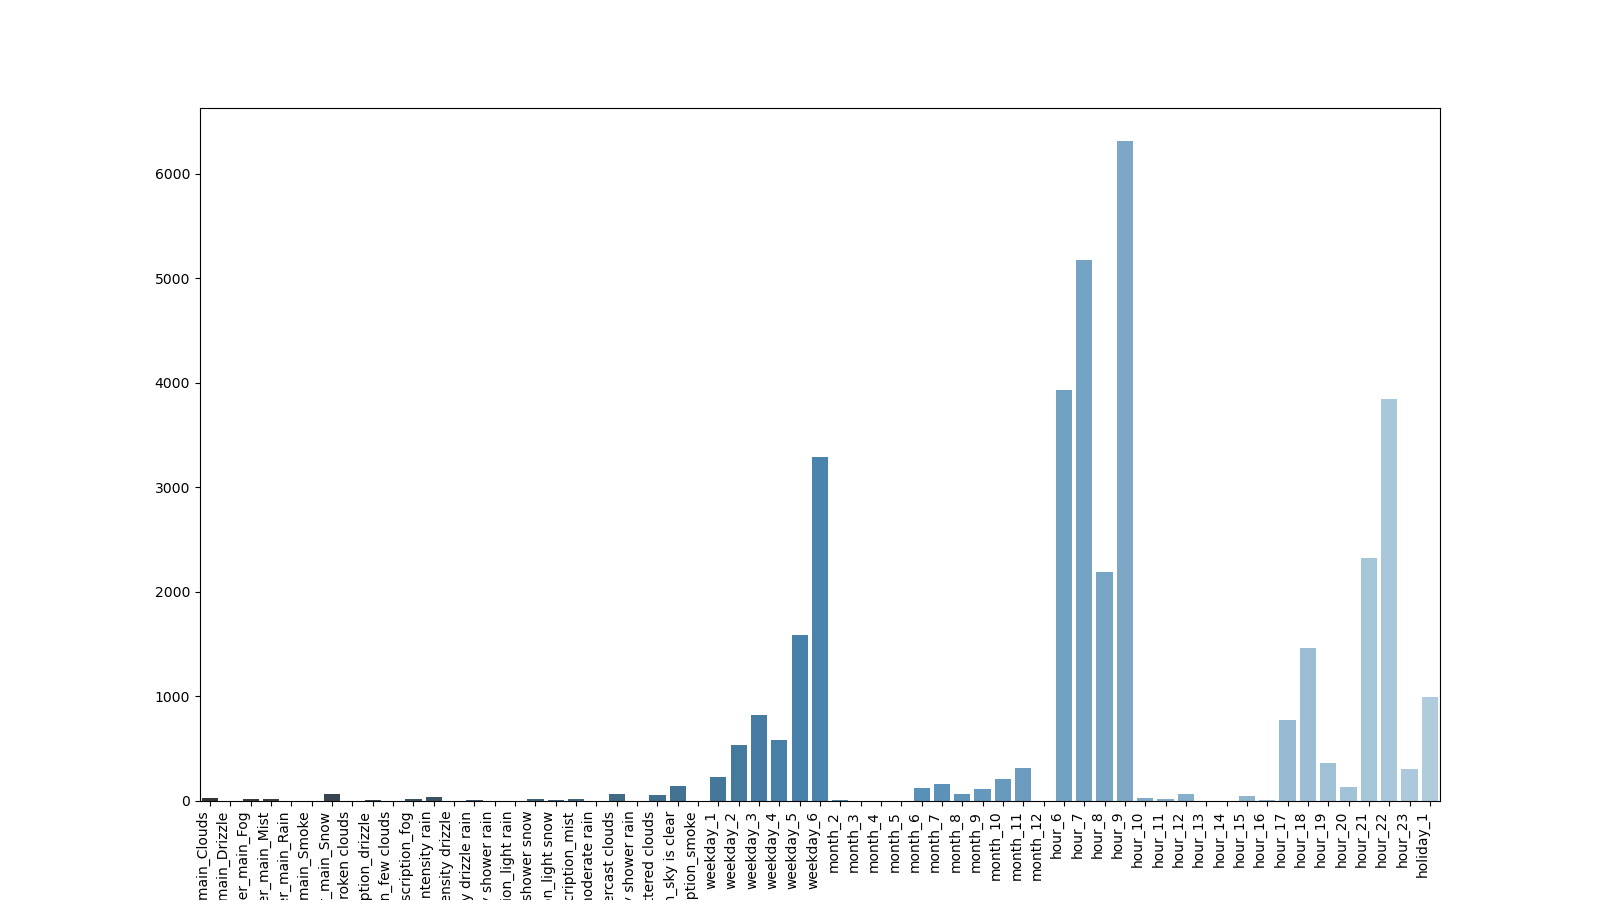 6000
5000
4000
3000
2000
1000
0
main_Clouds
main_Drizzle
er_main_Fog
er_main_Mist
er_main_Rain
main_Smoke
_main_Snow
roken clouds
ption_drizzle
n_few clouds
scription_fog
ntensity rain
ensity drizzle
y drizzle rain
shower rain
ion_light rain
shower snow
on_light snow
cription_mist
moderate rain
ercast clouds
shower rain
ttered clouds
n_sky is clear
ption_smoke
weekday_1
weekday_2
weekday_3
weekday_4
weekday_5
weekday_6
month_2
month_3
month_4
month_5
month_6
month_7
month_8
month_9
month_10
month_11
month_12
hour_6
hour_7
hour_8
hour_9
hour_10
hour_11
hour_12
hour_13
hour_14
hour_15
hour_16
hour_17
hour_18
hour_19
hour_20
hour_21
hour_22
hour_23
holiday_1